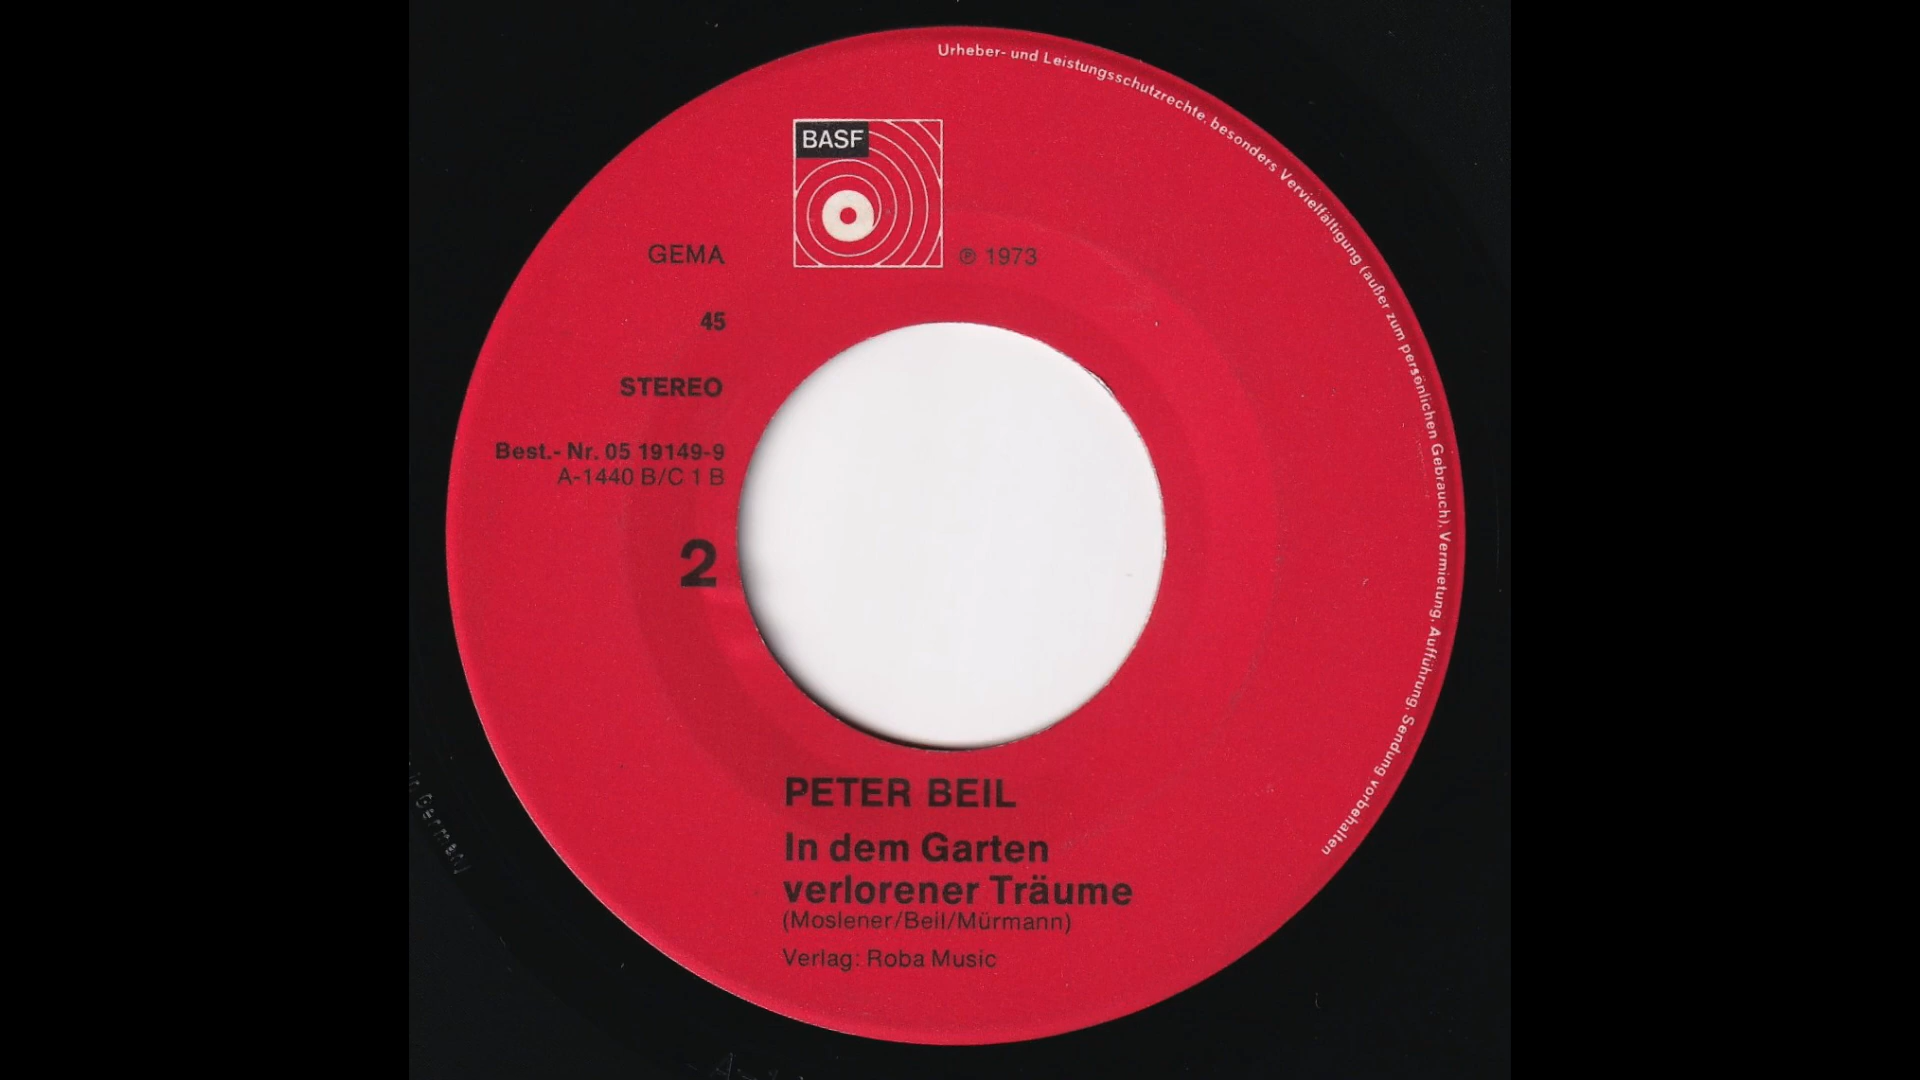 Urheber- und Leistungsschutzrechte, besonders Vervielfältigung (außer zum persönlichen Gebrauch), Vermietung, Aufführung, Sendung vorbehalten
BASF
GEMA
℗ 1973
45
STEREO
Best.- Nr. 05 19149-9
A-1440 B/C 1 B
2
PETER BEIL
In dem Garten
verlorener Träume
(Moslener/Beil/Mürmann)
Verlag: Roba Music